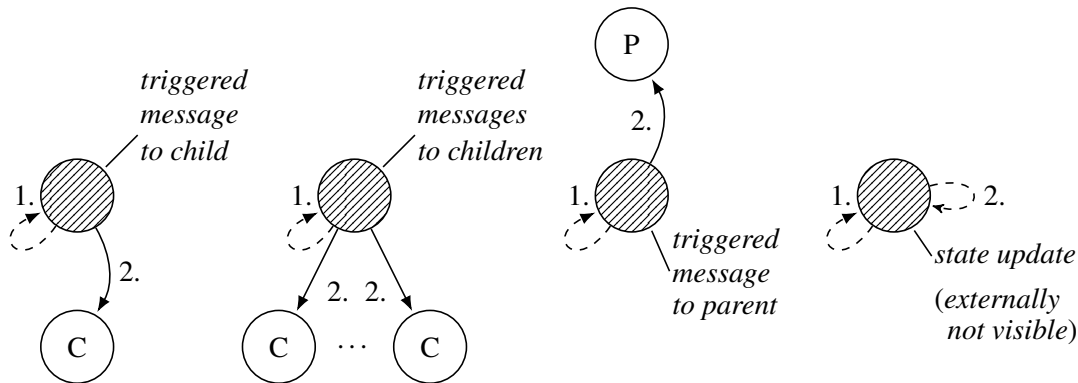 P
triggered
message
to child
triggered
messages
to children
2.
1.
1.
1.
1.
2.
triggered
message
to parent
state update
(externally
not visible)
2.
2. 2.
C
C ... C